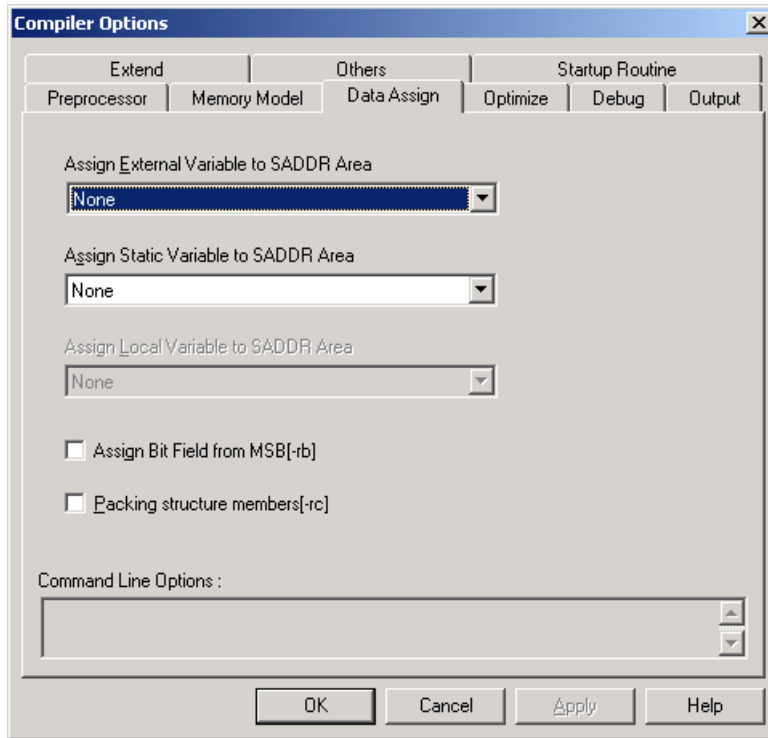 Compiler Options
Extend Others Startup Routine
Preprocessor Memory Model Data Assign Optimize Debug Output
Assign External Variable to SADDR Area
None
Assign Static Variable to SADDR Area
None
Assign Local Variable to SADDR Area
None
Assign Bit Field from MSB[-rb]
Packing structure members[-rc]
Command Line Options :
OK Cancel Apply Help